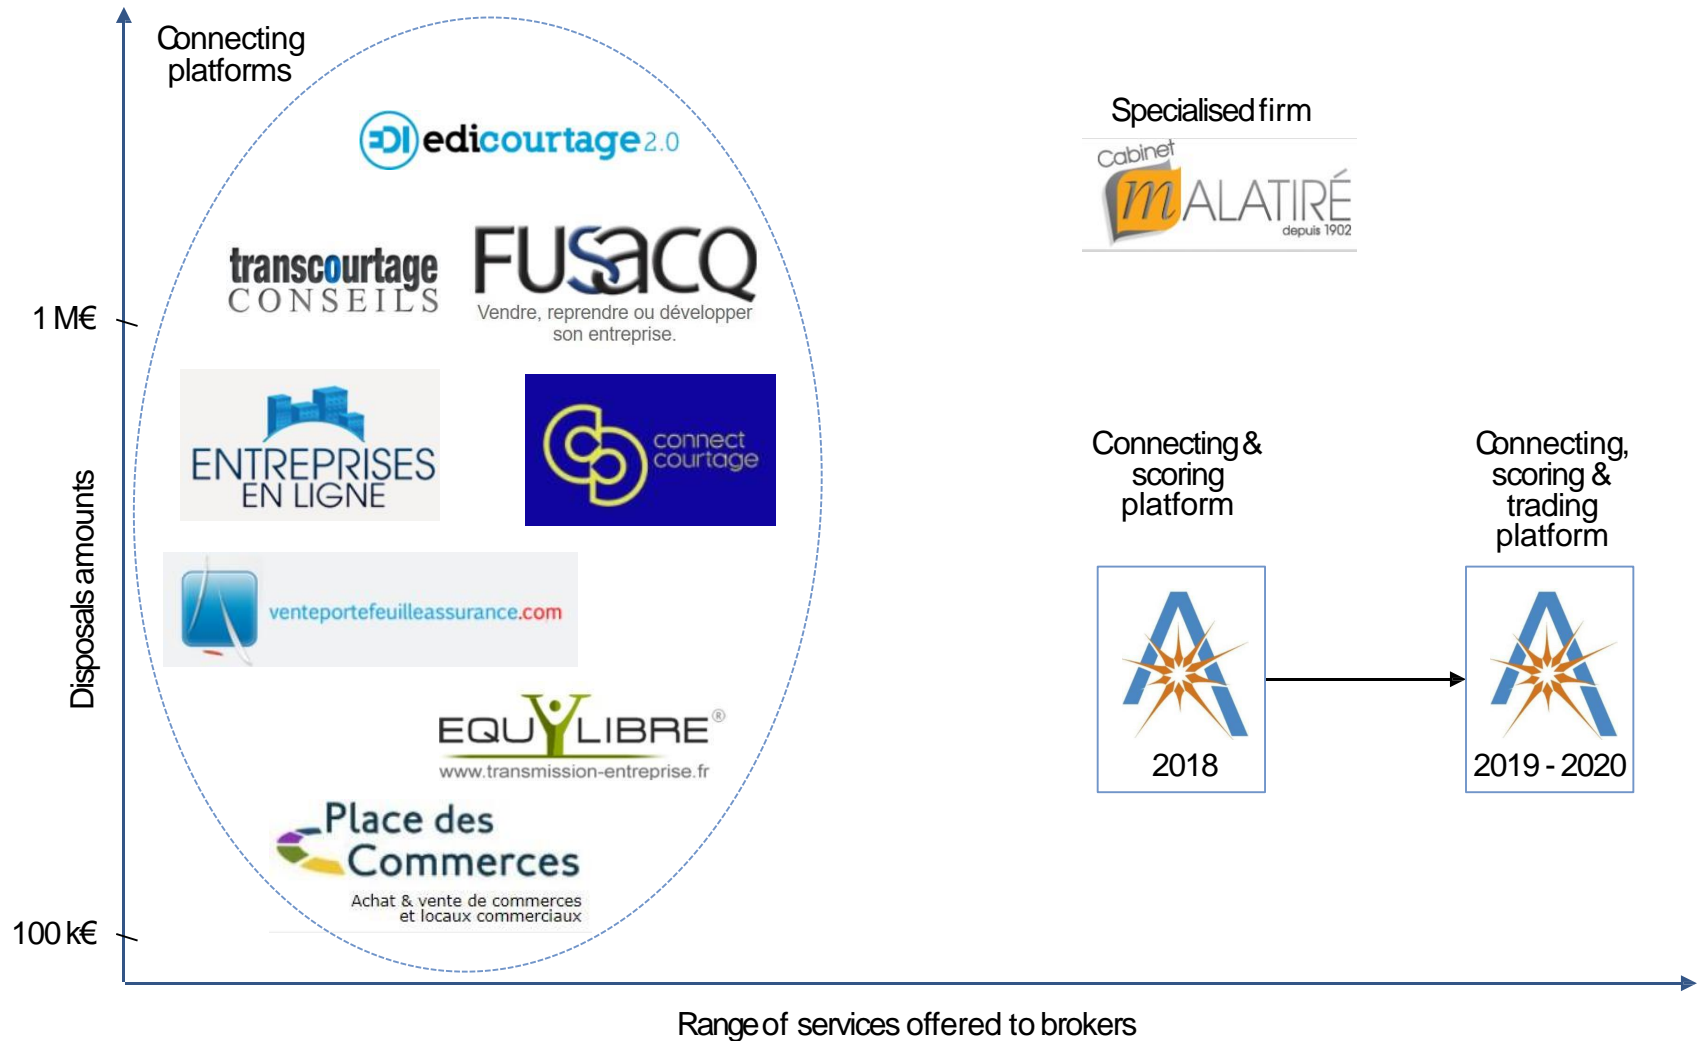 Connecting
platforms
EDI edicourtage 2.0
transcourtage
CONSEILS
FUSACQ
Vendre, reprendre ou développer
son entreprise.
ENTREPRISES
EN LIGNE
connect
courtage
venteportefeuilleassurance.com
EQUYLIBRE®
www.transmission-entreprise.fr
Place des
Commerces
Achat & vente de commerces
et locaux commerciaux
Specialised firm
Cabinet
mALATIRÉ
depuis 1902
Connecting &
scoring
platform
2018
Connecting,
scoring &
trading
platform
2019 - 2020
1 M€
Disposals amounts
100 k€
Range of services offered to brokers